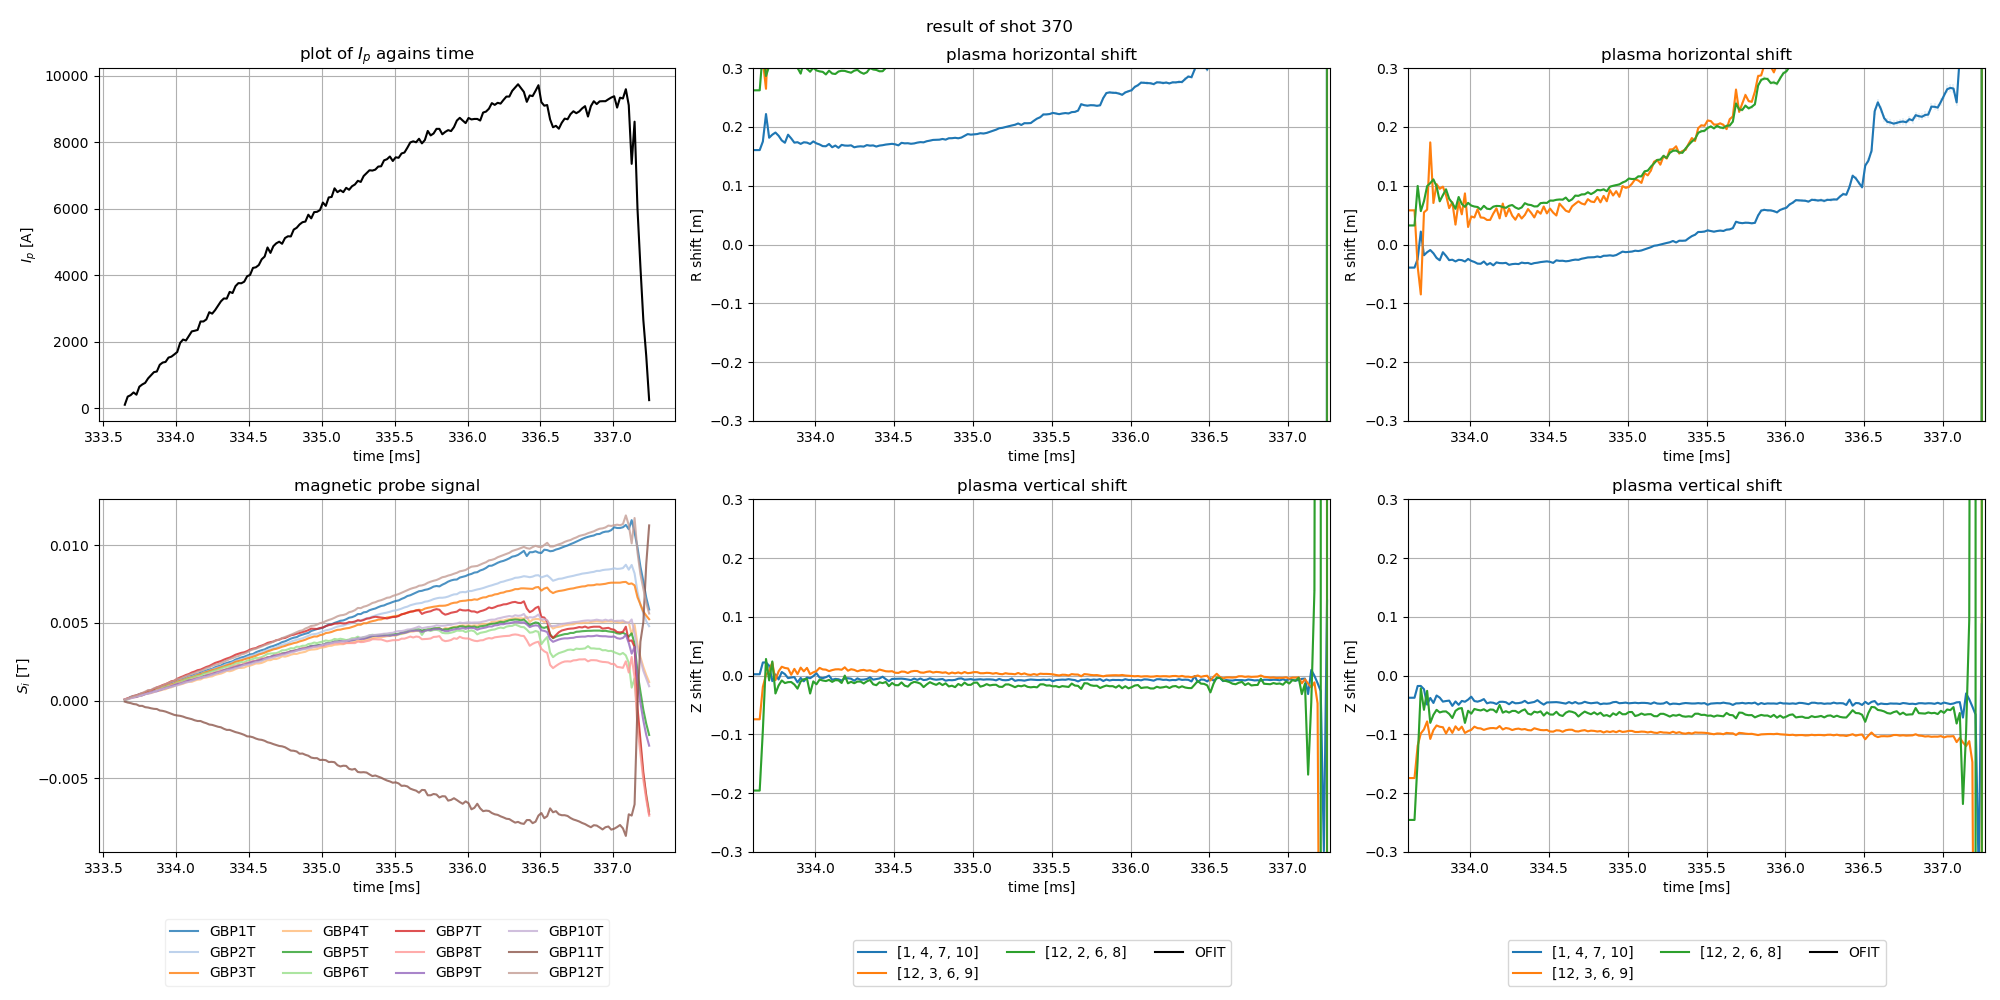 result of shot 370
plot of Ip agains time
10000
8000
6000
4000
2000
0
Ip [A]
333.5 334.0 334.5 335.0 335.5 336.0 336.5 337.0
time [ms]
plasma horizontal shift
0.3
0.2
0.1
0.0
−0.1
−0.2
−0.3
R shift [m]
334.0 334.5 335.0 335.5 336.0 336.5 337.0
time [ms]
plasma horizontal shift
0.3
0.2
0.1
0.0
−0.1
−0.2
−0.3
R shift [m]
334.0 334.5 335.0 335.5 336.0 336.5 337.0
time [ms]
magnetic probe signal
0.010
0.005
0.000
−0.005
Si [T]
333.5 334.0 334.5 335.0 335.5 336.0 336.5 337.0
time [ms]
GBP1T GBP4T GBP7T GBP10T
GBP2T GBP5T GBP8T GBP11T
GBP3T GBP6T GBP9T GBP12T
plasma vertical shift
0.3
0.2
0.1
0.0
−0.1
−0.2
−0.3
Z shift [m]
334.0 334.5 335.0 335.5 336.0 336.5 337.0
time [ms]
[1, 4, 7, 10] [12, 2, 6, 8] OFIT
[12, 3, 6, 9]
plasma vertical shift
0.3
0.2
0.1
0.0
−0.1
−0.2
−0.3
Z shift [m]
334.0 334.5 335.0 335.5 336.0 336.5 337.0
time [ms]
[1, 4, 7, 10] [12, 2, 6, 8] OFIT
[12, 3, 6, 9]